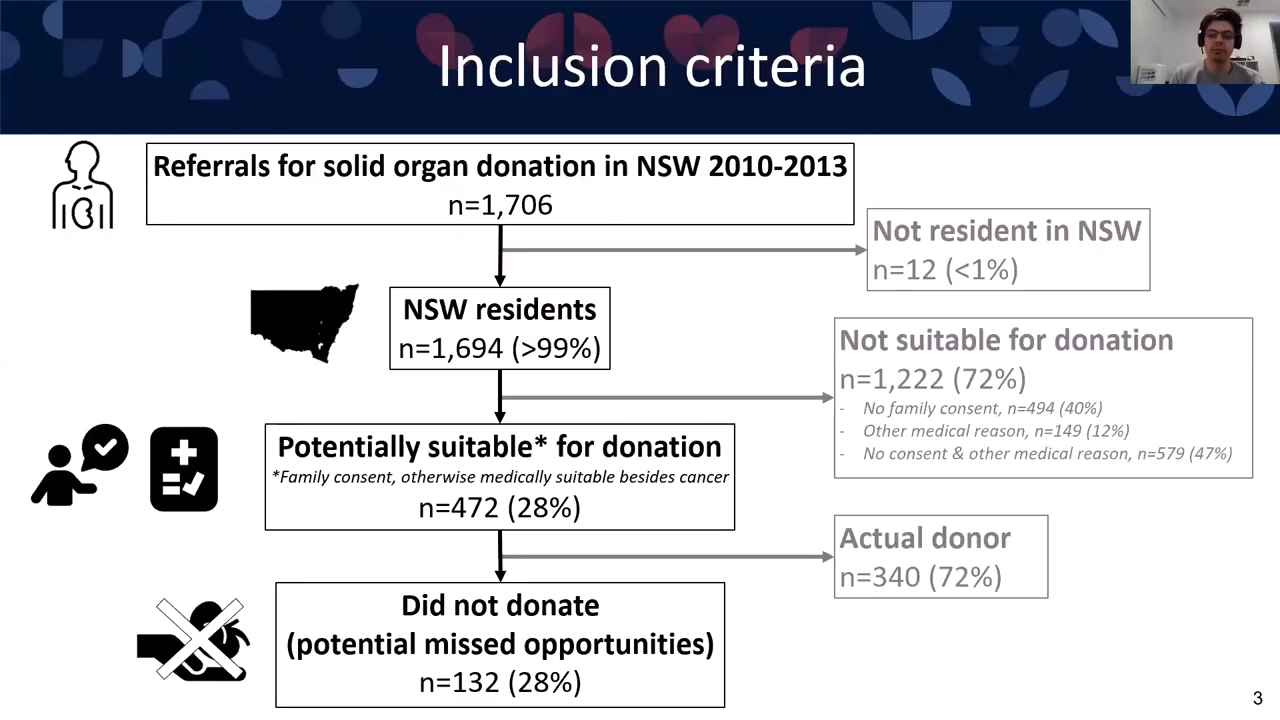 Inclusion criteria
Referrals for solid organ donation in NSW 2010-2013
n=1,706
Not resident in NSW
n=12 (<1%)
NSW residents
n=1,694 (>99%)
Not suitable for donation
n=1,222 (72%)
- No family consent, n=494 (40%)
- Other medical reason, n=149 (12%)
- No consent & other medical reason, n=579 (47%)
Potentially suitable* for donation
*Family consent, otherwise medically suitable besides cancer
n=472 (28%)
Actual donor
n=340 (72%)
Did not donate
(potential missed opportunities)
n=132 (28%)
3